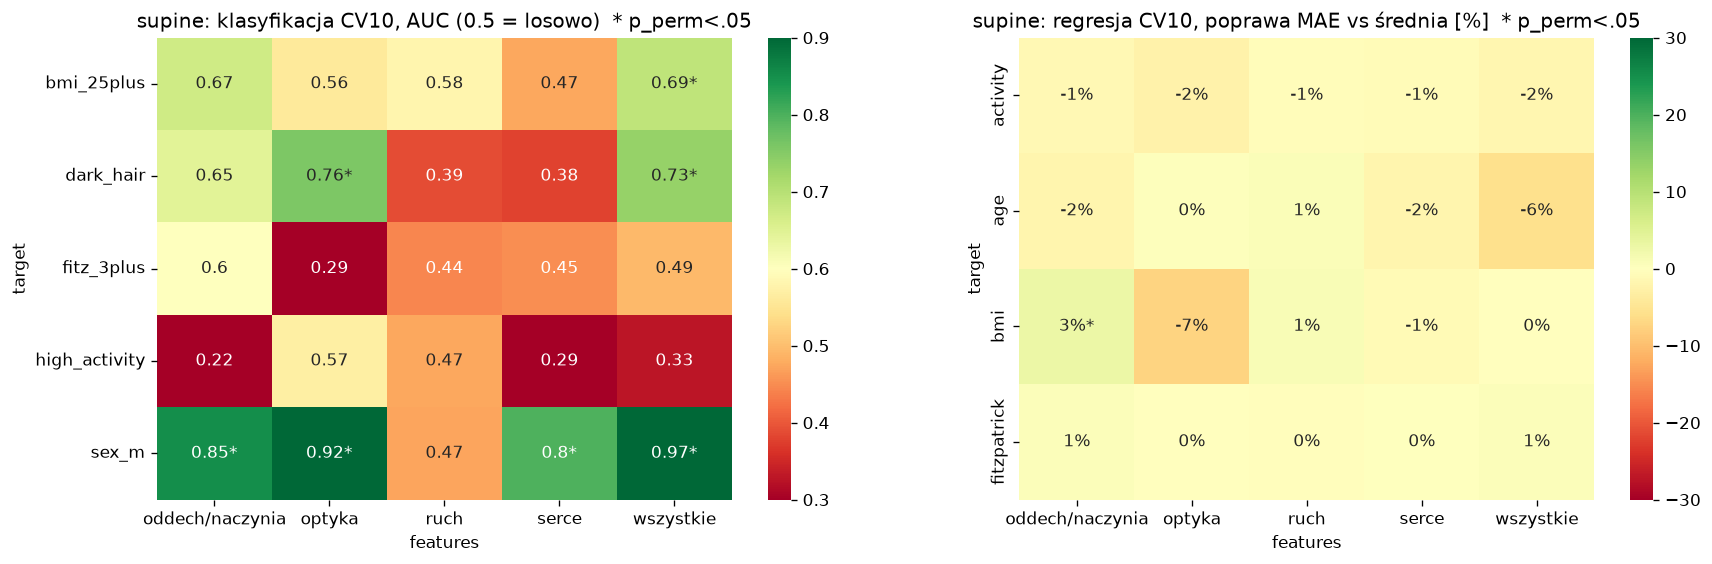 supine: klasyfikacja CV10, AUC (0.5 = losowo)  * p_perm<.05
target
bmi_25plus 0.67 0.56 0.58 0.47 0.69*
dark_hair 0.65 0.76* 0.39 0.38 0.73*
fitz_3plus 0.6 0.29 0.44 0.45 0.49
high_activity 0.22 0.57 0.47 0.29 0.33
sex_m 0.85* 0.92* 0.47 0.8* 0.97*
oddech/naczynia optyka ruch serce wszystkie
features
0.9
0.8
0.7
0.6
0.5
0.4
0.3
supine: regresja CV10, poprawa MAE vs średnia [%]  * p_perm<.05
target
activity -1% -2% -1% -1% -2%
age -2% 0% 1% -2% -6%
bmi 3%* -7% 1% -1% 0%
fitzpatrick 1% 0% 0% 0% 1%
oddech/naczynia optyka ruch serce wszystkie
features
30
20
10
0
−10
−20
−30